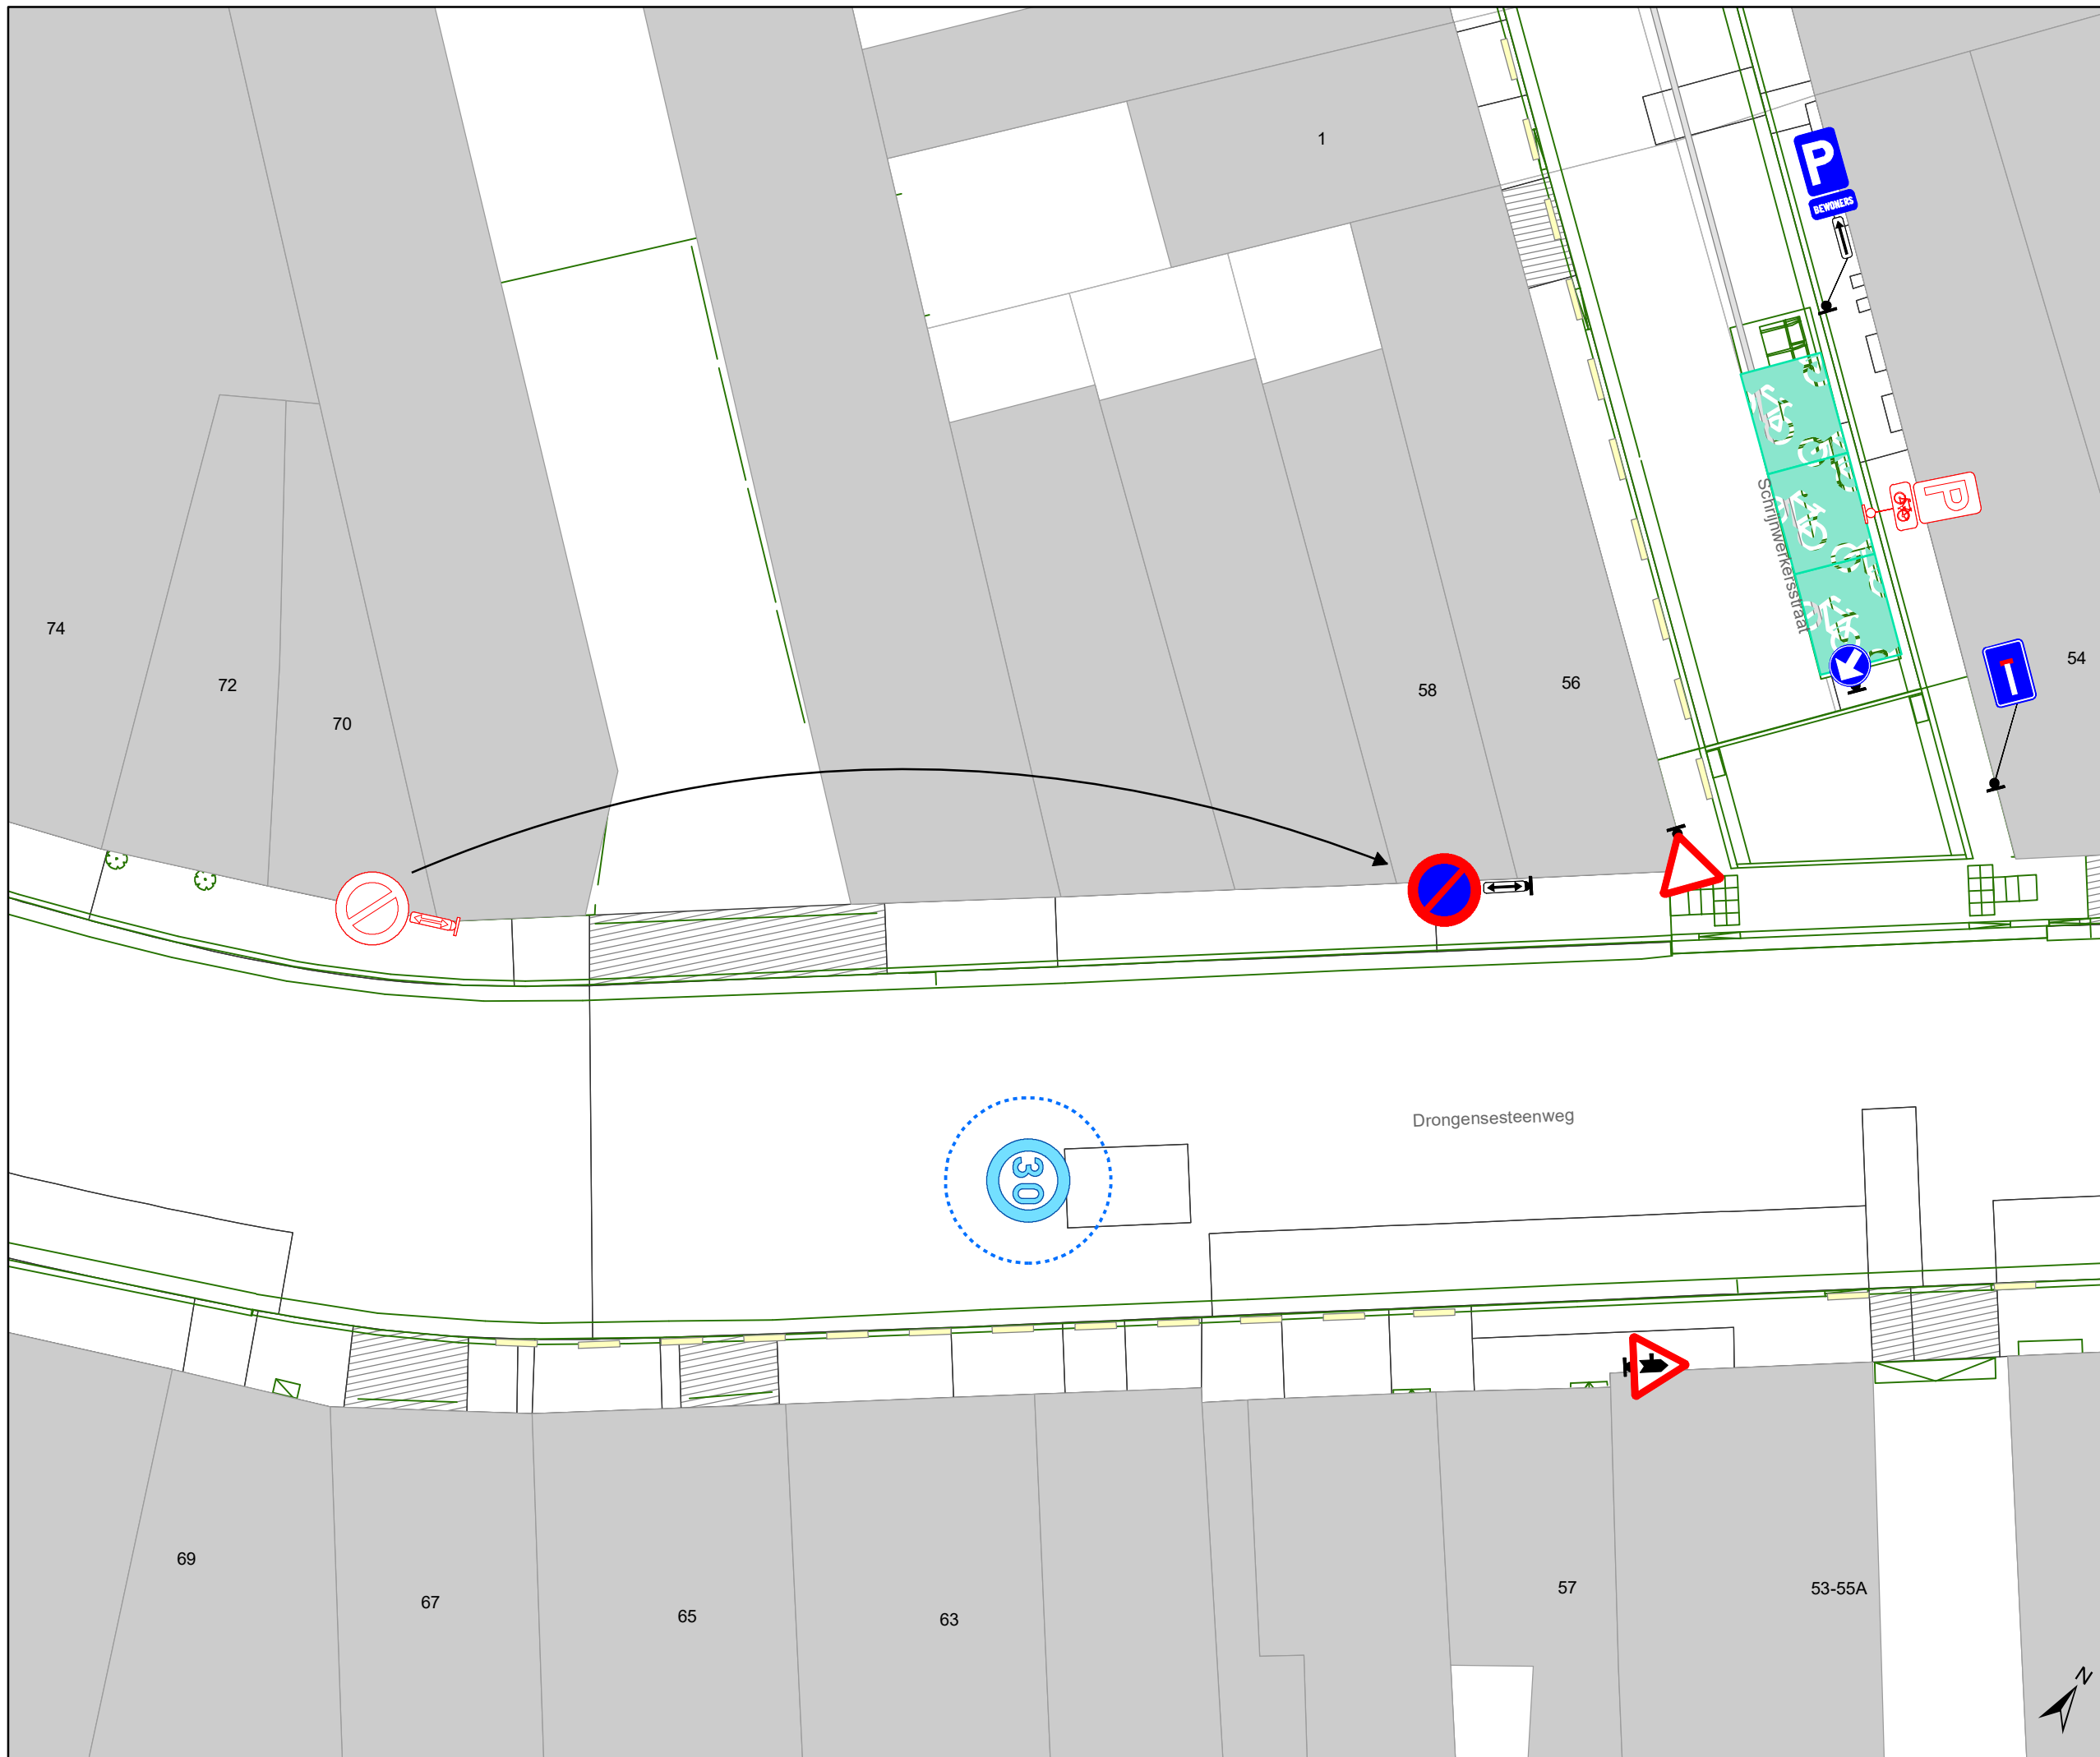 1
P
BEWONERS
P
Schrijnwerkersstraat
74
72
70
58
56
54
Drongensesteenweg
30
69
67
65
63
57
53-55A
N